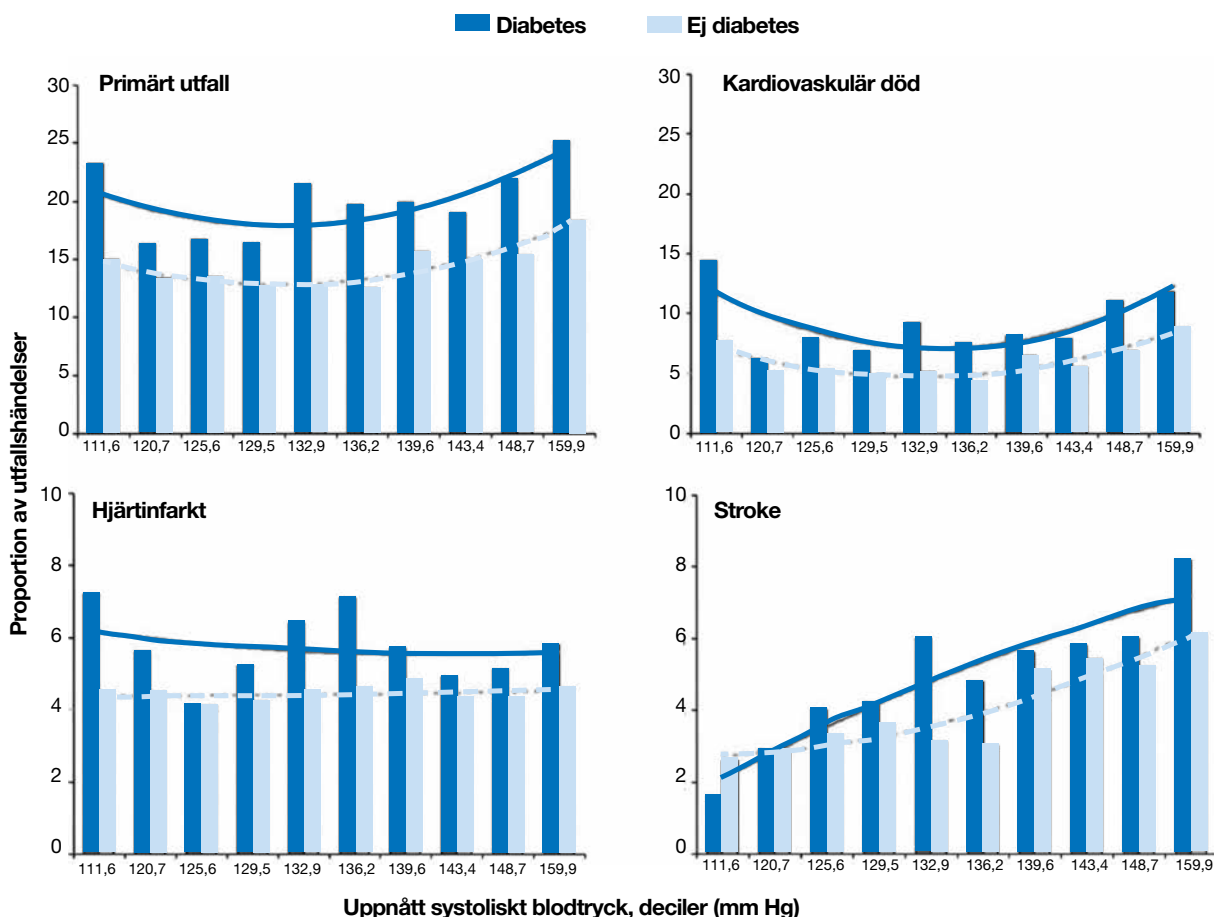 Diabetes Ej diabetes
Primärt utfall
30
25
20
15
10
5
0
111,6 120,7 125,6 129,5 132,9 136,2 139,6 143,4 148,7 159,9
Kardiovaskulär död
30
25
20
15
10
5
0
111,6 120,7 125,6 129,5 132,9 136,2 139,6 143,4 148,7 159,9
Proportion av utfallshändelser
Hjärtinfarkt
10
8
6
4
2
0
111,6 120,7 125,6 129,5 132,9 136,2 139,6 143,4 148,7 159,9
Stroke
10
8
6
4
2
0
111,6 120,7 125,6 129,5 132,9 136,2 139,6 143,4 148,7 159,9
Uppnått systoliskt blodtryck, deciler (mm Hg)